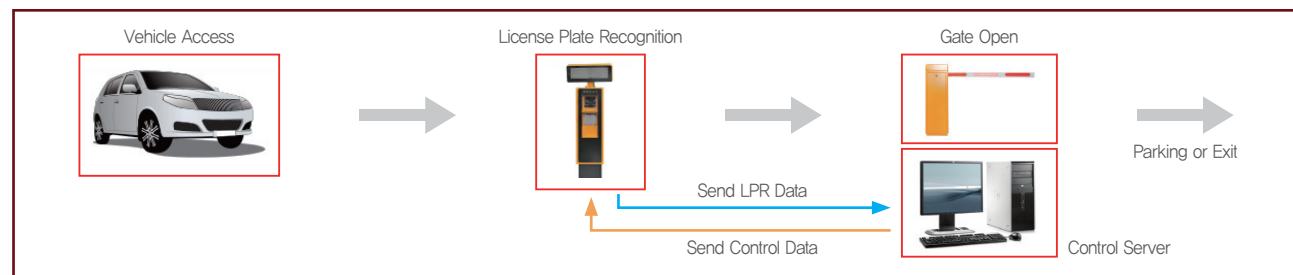 Vehicle Access
License Plate Recognition
Gate Open
Parking or Exit
Send LPR Data
Send Control Data
Control Server